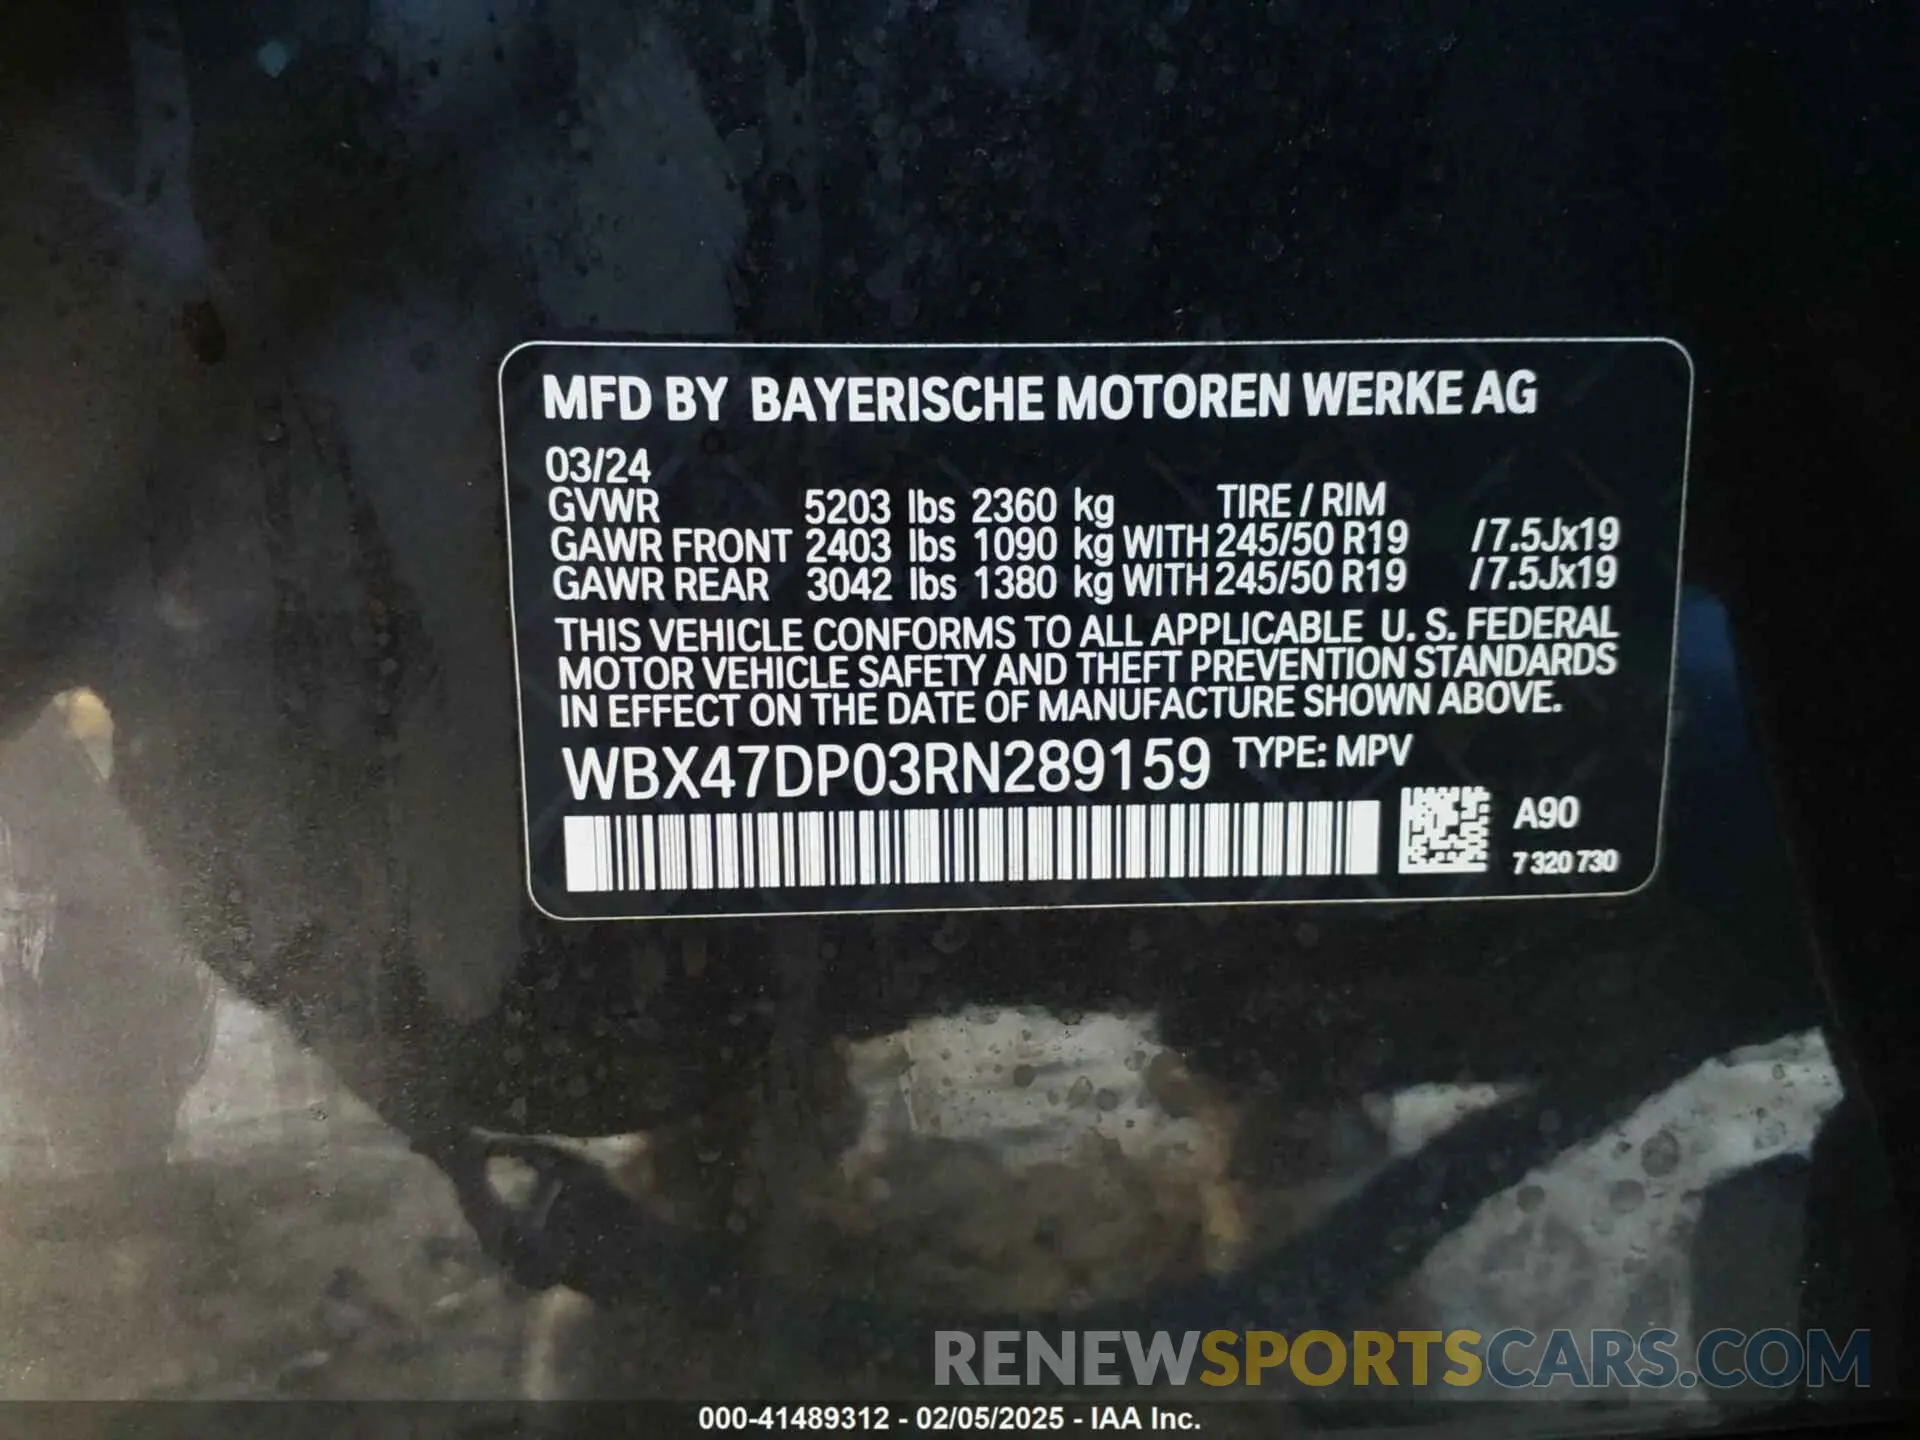 MFD BY BAYERISCHE MOTOREN WERKE AG
03/24
GVWR 5203 lbs 2360 kg TIRE / RIM
GAWR FRONT 2403 lbs 1090 kg WITH 245/50 R19 /7.5Jx19
GAWR REAR 3042 lbs 1380 kg WITH 245/50 R19 /7.5Jx19
THIS VEHICLE CONFORMS TO ALL APPLICABLE U. S. FEDERAL
MOTOR VEHICLE SAFETY AND THEFT PREVENTION STANDARDS
IN EFFECT ON THE DATE OF MANUFACTURE SHOWN ABOVE.
WBX47DP03RN289159 TYPE: MPV
A90
7 320 730
RENEWSPORTSCARS.COM
000-41489312 - 02/05/2025 - IAA Inc.